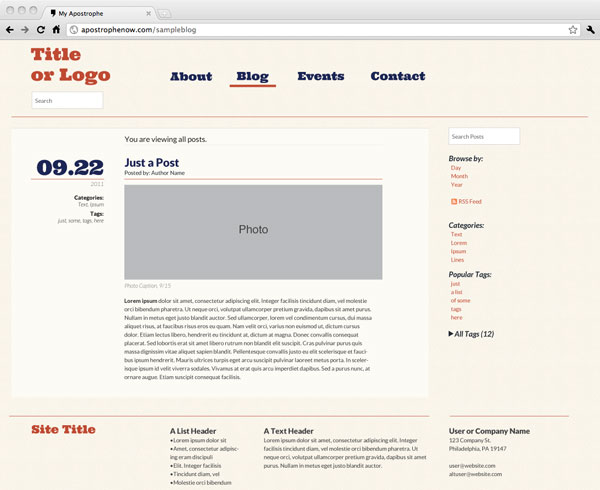 My Apostrophe
apostrophenow.com/sampleblog
Title
or Logo
About
Blog
Events
Contact
Search
You are viewing all posts.
09.22
2011
Categories:
Text, Ipsum
Tags:
just, some, tags, here
Just a Post
Posted by: Author Name
Photo
Photo Caption, 9/15
Lorem ipsum dolor sit amet, consectetur adipiscing elit. Integer facilisis tincidunt diam, vel molestie
orci bibendum pharetra. Ut neque orci, volutpat ullamcorper pretium gravida, dapibus sit amet purus.
Nullam in metus eu metus auctor dapibus. Sed ullamcorper, lorem vel condimentum cursus, dui massa
aliquet risus, at faucibus risus eros eu quam. Nam velit orci, varius non euismod ut, dictum cursus
dolor. Etiam lectus libero, hendrerit eu tincidunt at, dictum at magna. Donec convallis consequat
placerat. Sed lobortis erat sit amet libero rutrum non blandit elit suscipit. Cras pulvinar purus quis
massa dignissim vitae aliquet sapien blandit. Pellentesque convallis justo eu elit scelerisque et fauci-
bus ipsum hendrerit. Mauris ultrices turpis eget arcu suscipit pulvinar laoreet metus porta. In sceler-
isque ipsum id velit viverra sodales. Vivamus at erat quis arcu imperdiet dapibus. Sed a purus nunc, at
ornare augue. Etiam suscipit consequat facilisis.
Search Posts
Browse by:
Day
Month
Year
RSS Feed
Categories:
Text
Lorem
ipsum
Lines
Popular Tags:
just
a list
of some
tags
here
All Tags (12)
Site Title
A List Header
•Lorem ipsum dolor sit
•Amet, consectetur adipisc-
ing eram discipuli
•Elit. Integer facilisis
•Tincidunt diam, vel
•Molestie orci bibendum
A Text Header
Lorem ipsum dolor sit amet, consectetur adipiscing elit. Integer facilisis
tincidunt diam, vel molestie orci bibendum pharetra. Ut
neque orci, volutpat ullamcorper pretium gravida, dapibus sit amet
purus. Nullam in metus eget lorem suscipit blandit auctor.
User or Company Name
123 Company St.
Philadelphia, PA 19147
user@website.com
altuser@website.com